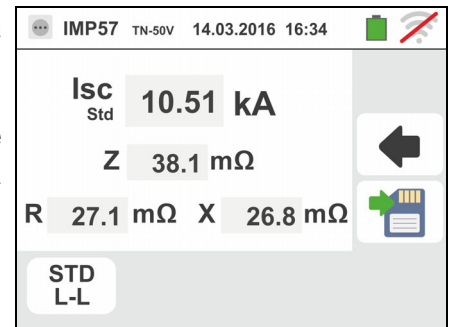 IMP57 TN-50V 14.03.2016 16:34
Isc Std 10.51 kA
Z 38.1 mΩ
R 27.1 mΩ X 26.8 mΩ
STD
L-L